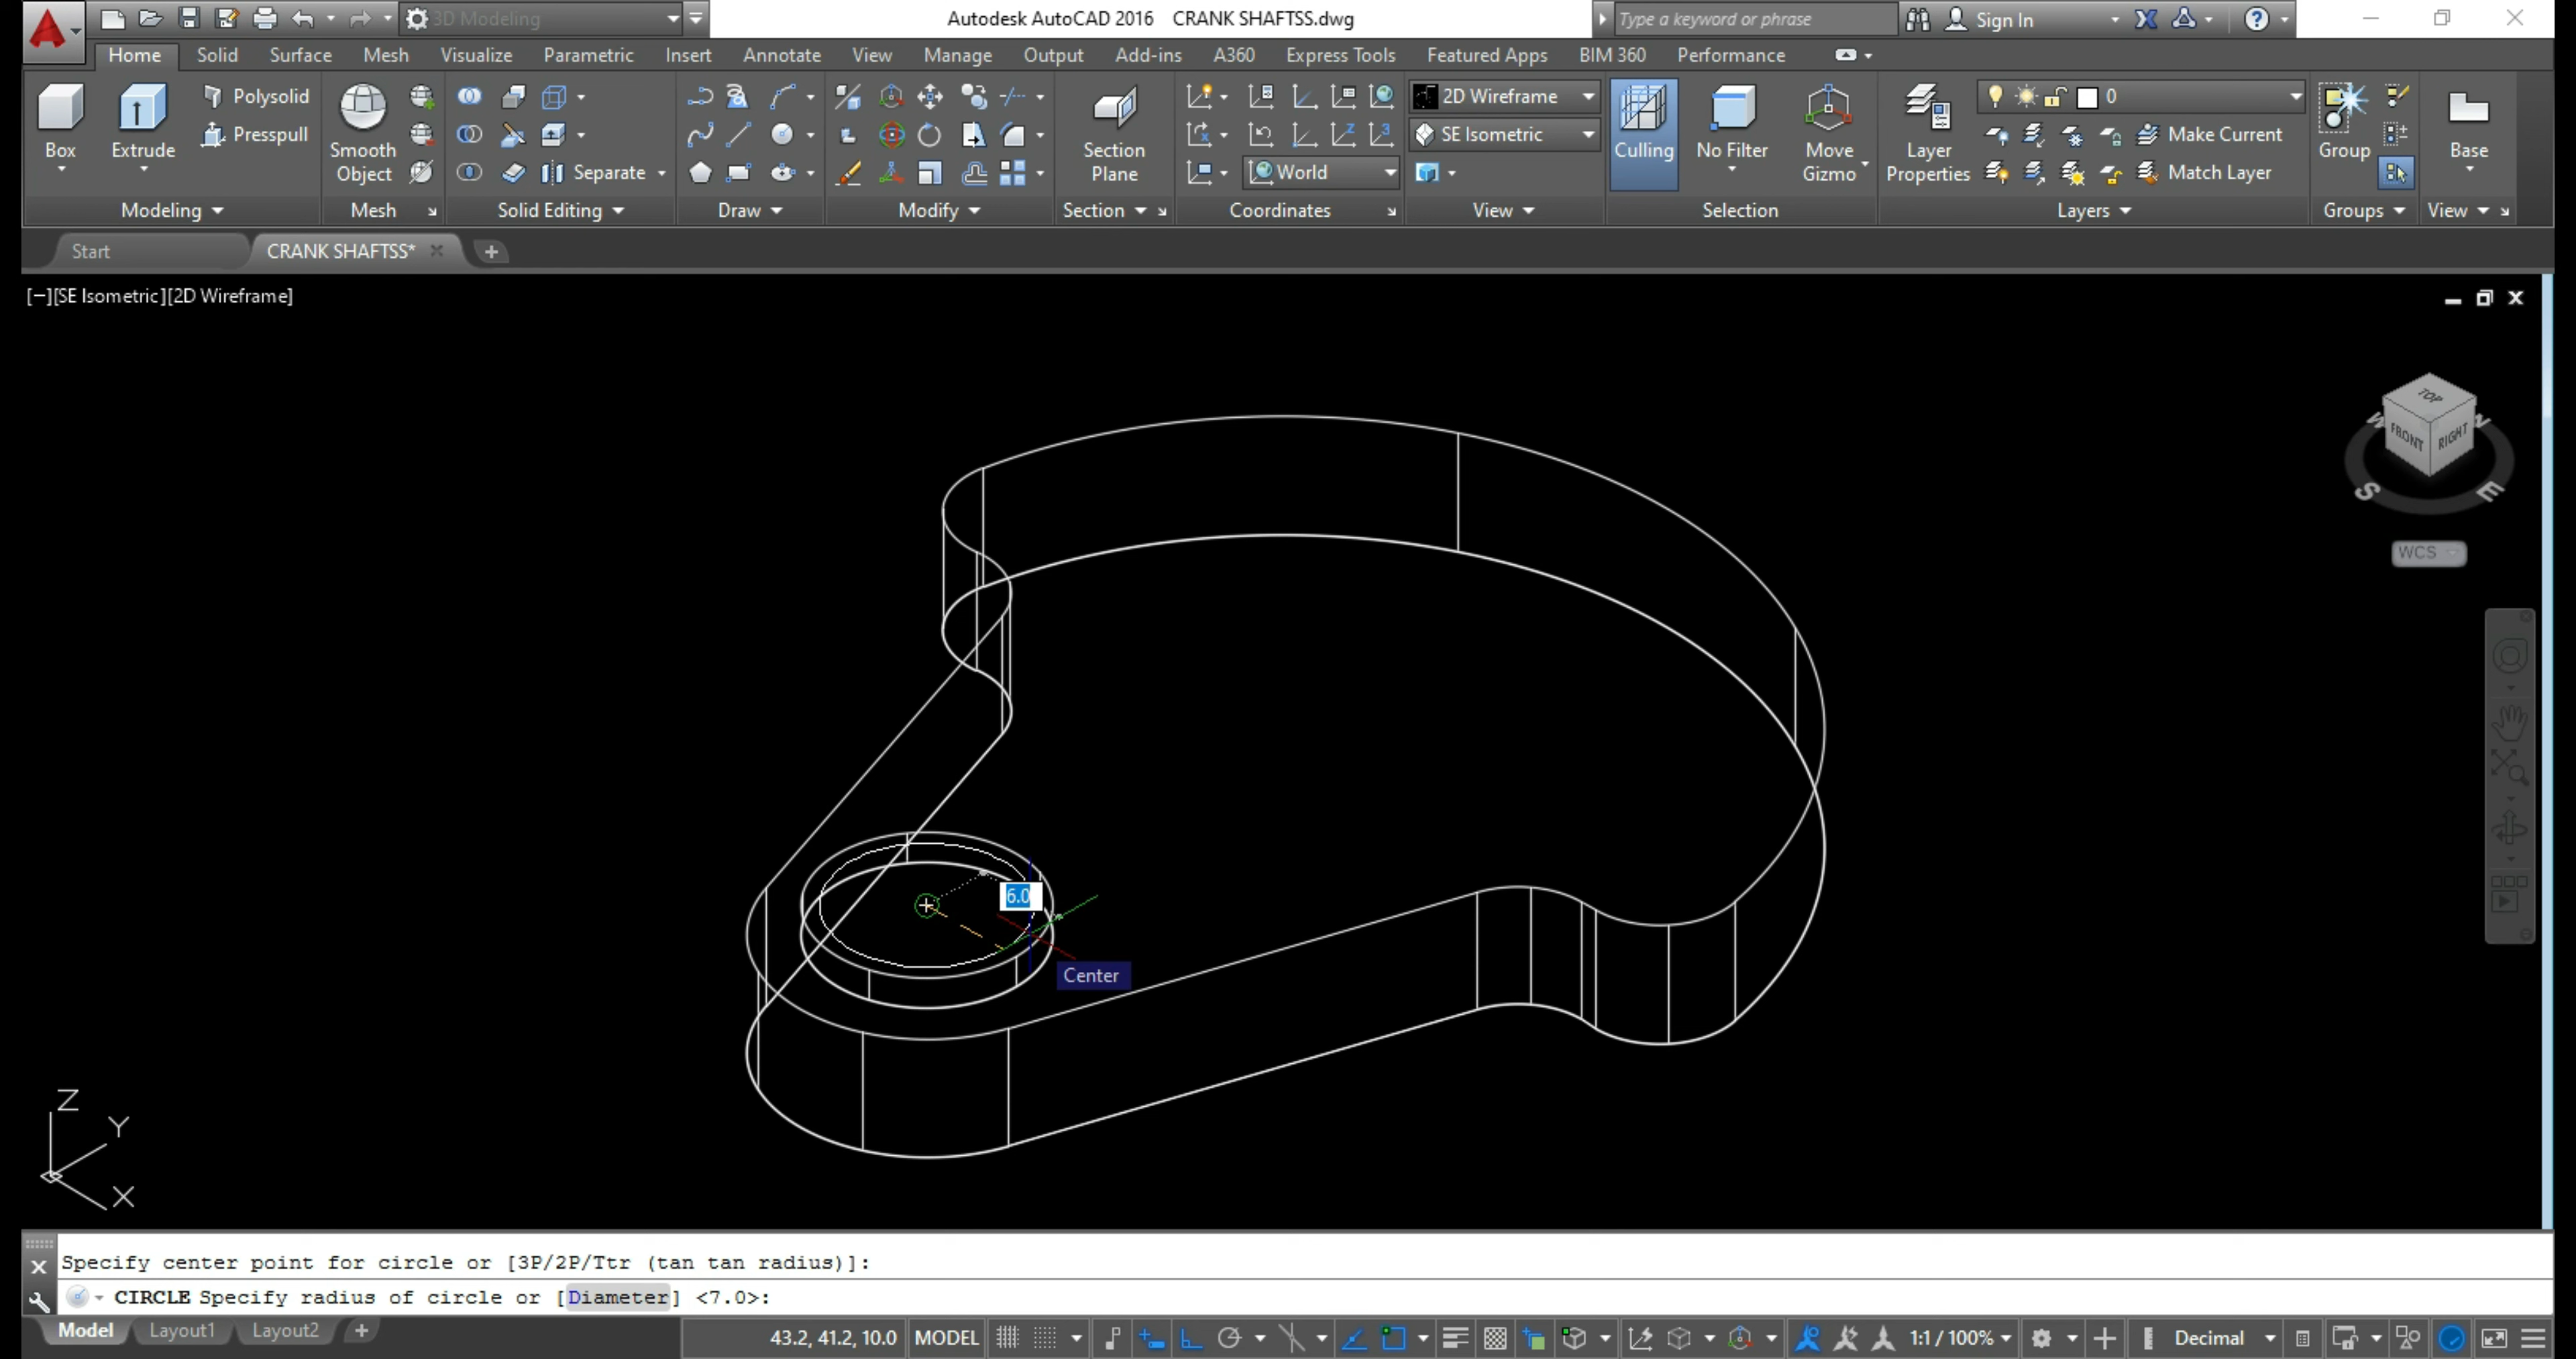 3D Modeling
Autodesk AutoCAD 2016 CRANK SHAFTSS.dwg
Type a keyword or phrase
Sign In
Home Solid Surface Mesh Visualize Parametric Insert Annotate View Manage Output Add-ins A360 Express Tools Featured Apps BIM 360 Performance
Box
Extrude
Polysolid
Presspull
Modeling
Smooth
Object
Mesh
Separate
Solid Editing
Draw
Modify
Section
Plane
Section
World
Coordinates
2D Wireframe
SE Isometric
View
Culling
No Filter
Move
Gizmo
Selection
Layer
Properties
0
Make Current
Match Layer
Layers
Group
Groups
Base
View
Start
CRANK SHAFTSS*
[−][SE Isometric][2D Wireframe]
TOP
FRONT
RIGHT
W
N
S
E
WCS
6.0
Center
Z
Y
X
Specify center point for circle or [3P/2P/Ttr (tan tan radius)]:
CIRCLE Specify radius of circle or [Diameter] <7.0>:
Model Layout1 Layout2
43.2, 41.2, 10.0 MODEL
1:1 / 100%
Decimal